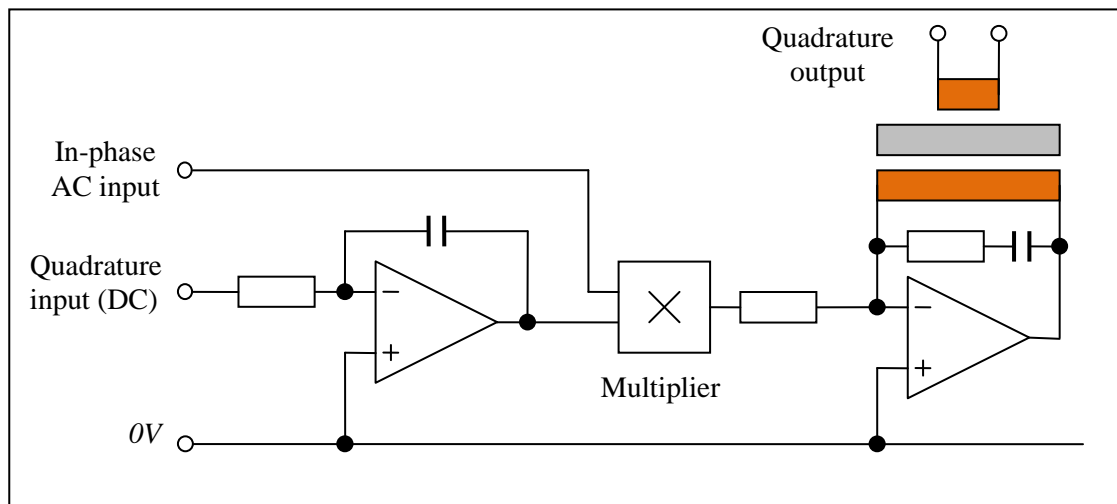 Quadrature
output
In-phase
AC input
Quadrature
input (DC)
−
+
−
+
Multiplier
0V